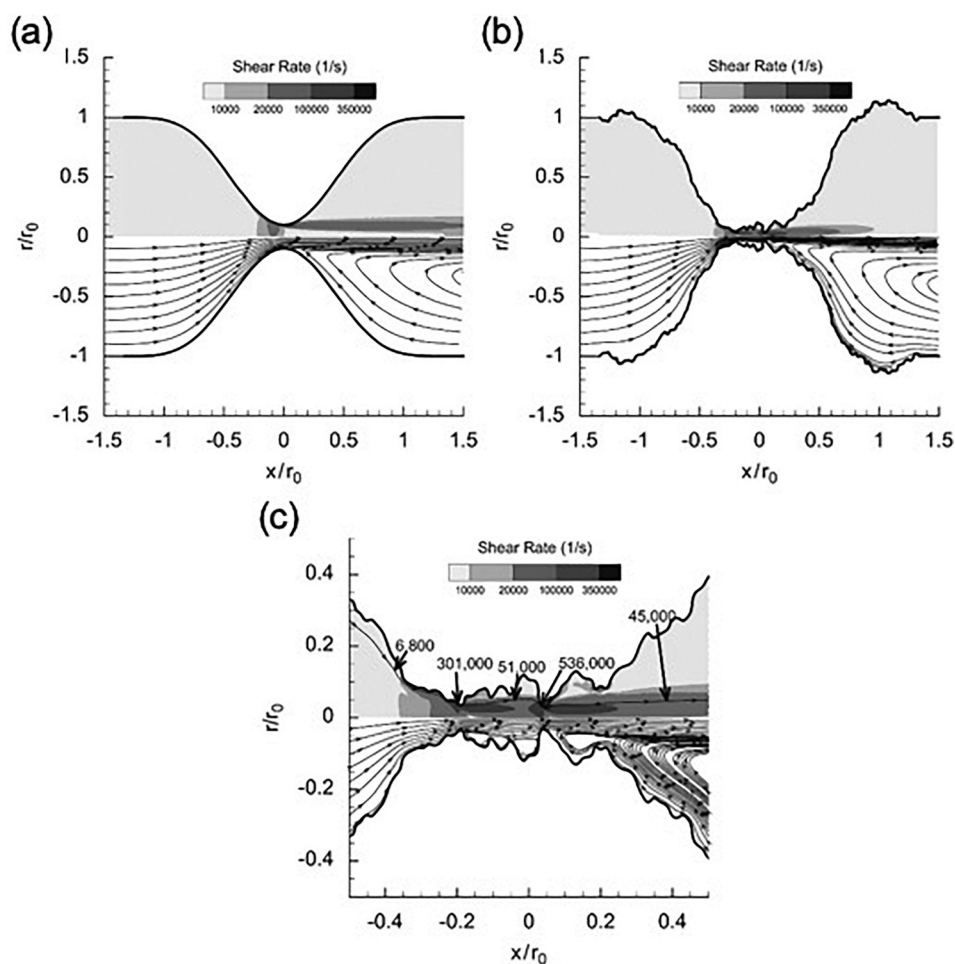 (a)
Shear Rate (1/s)
10000 20000 100000 350000
1.5
1
0.5
0
-0.5
-1
-1.5
r/r0
-1.5 -1 -0.5 0 0.5 1 1.5
x/r0
(b)
Shear Rate (1/s)
10000 20000 100000 350000
1.5
1
0.5
0
-0.5
-1
-1.5
r/r0
-1.5 -1 -0.5 0 0.5 1 1.5
x/r0
(c)
Shear Rate (1/s)
10000 20000 100000 350000
0.4
0.2
0
-0.2
-0.4
r/r0
6,800
301,000
51,000
536,000
45,000
-0.4 -0.2 0 0.2 0.4
x/r0